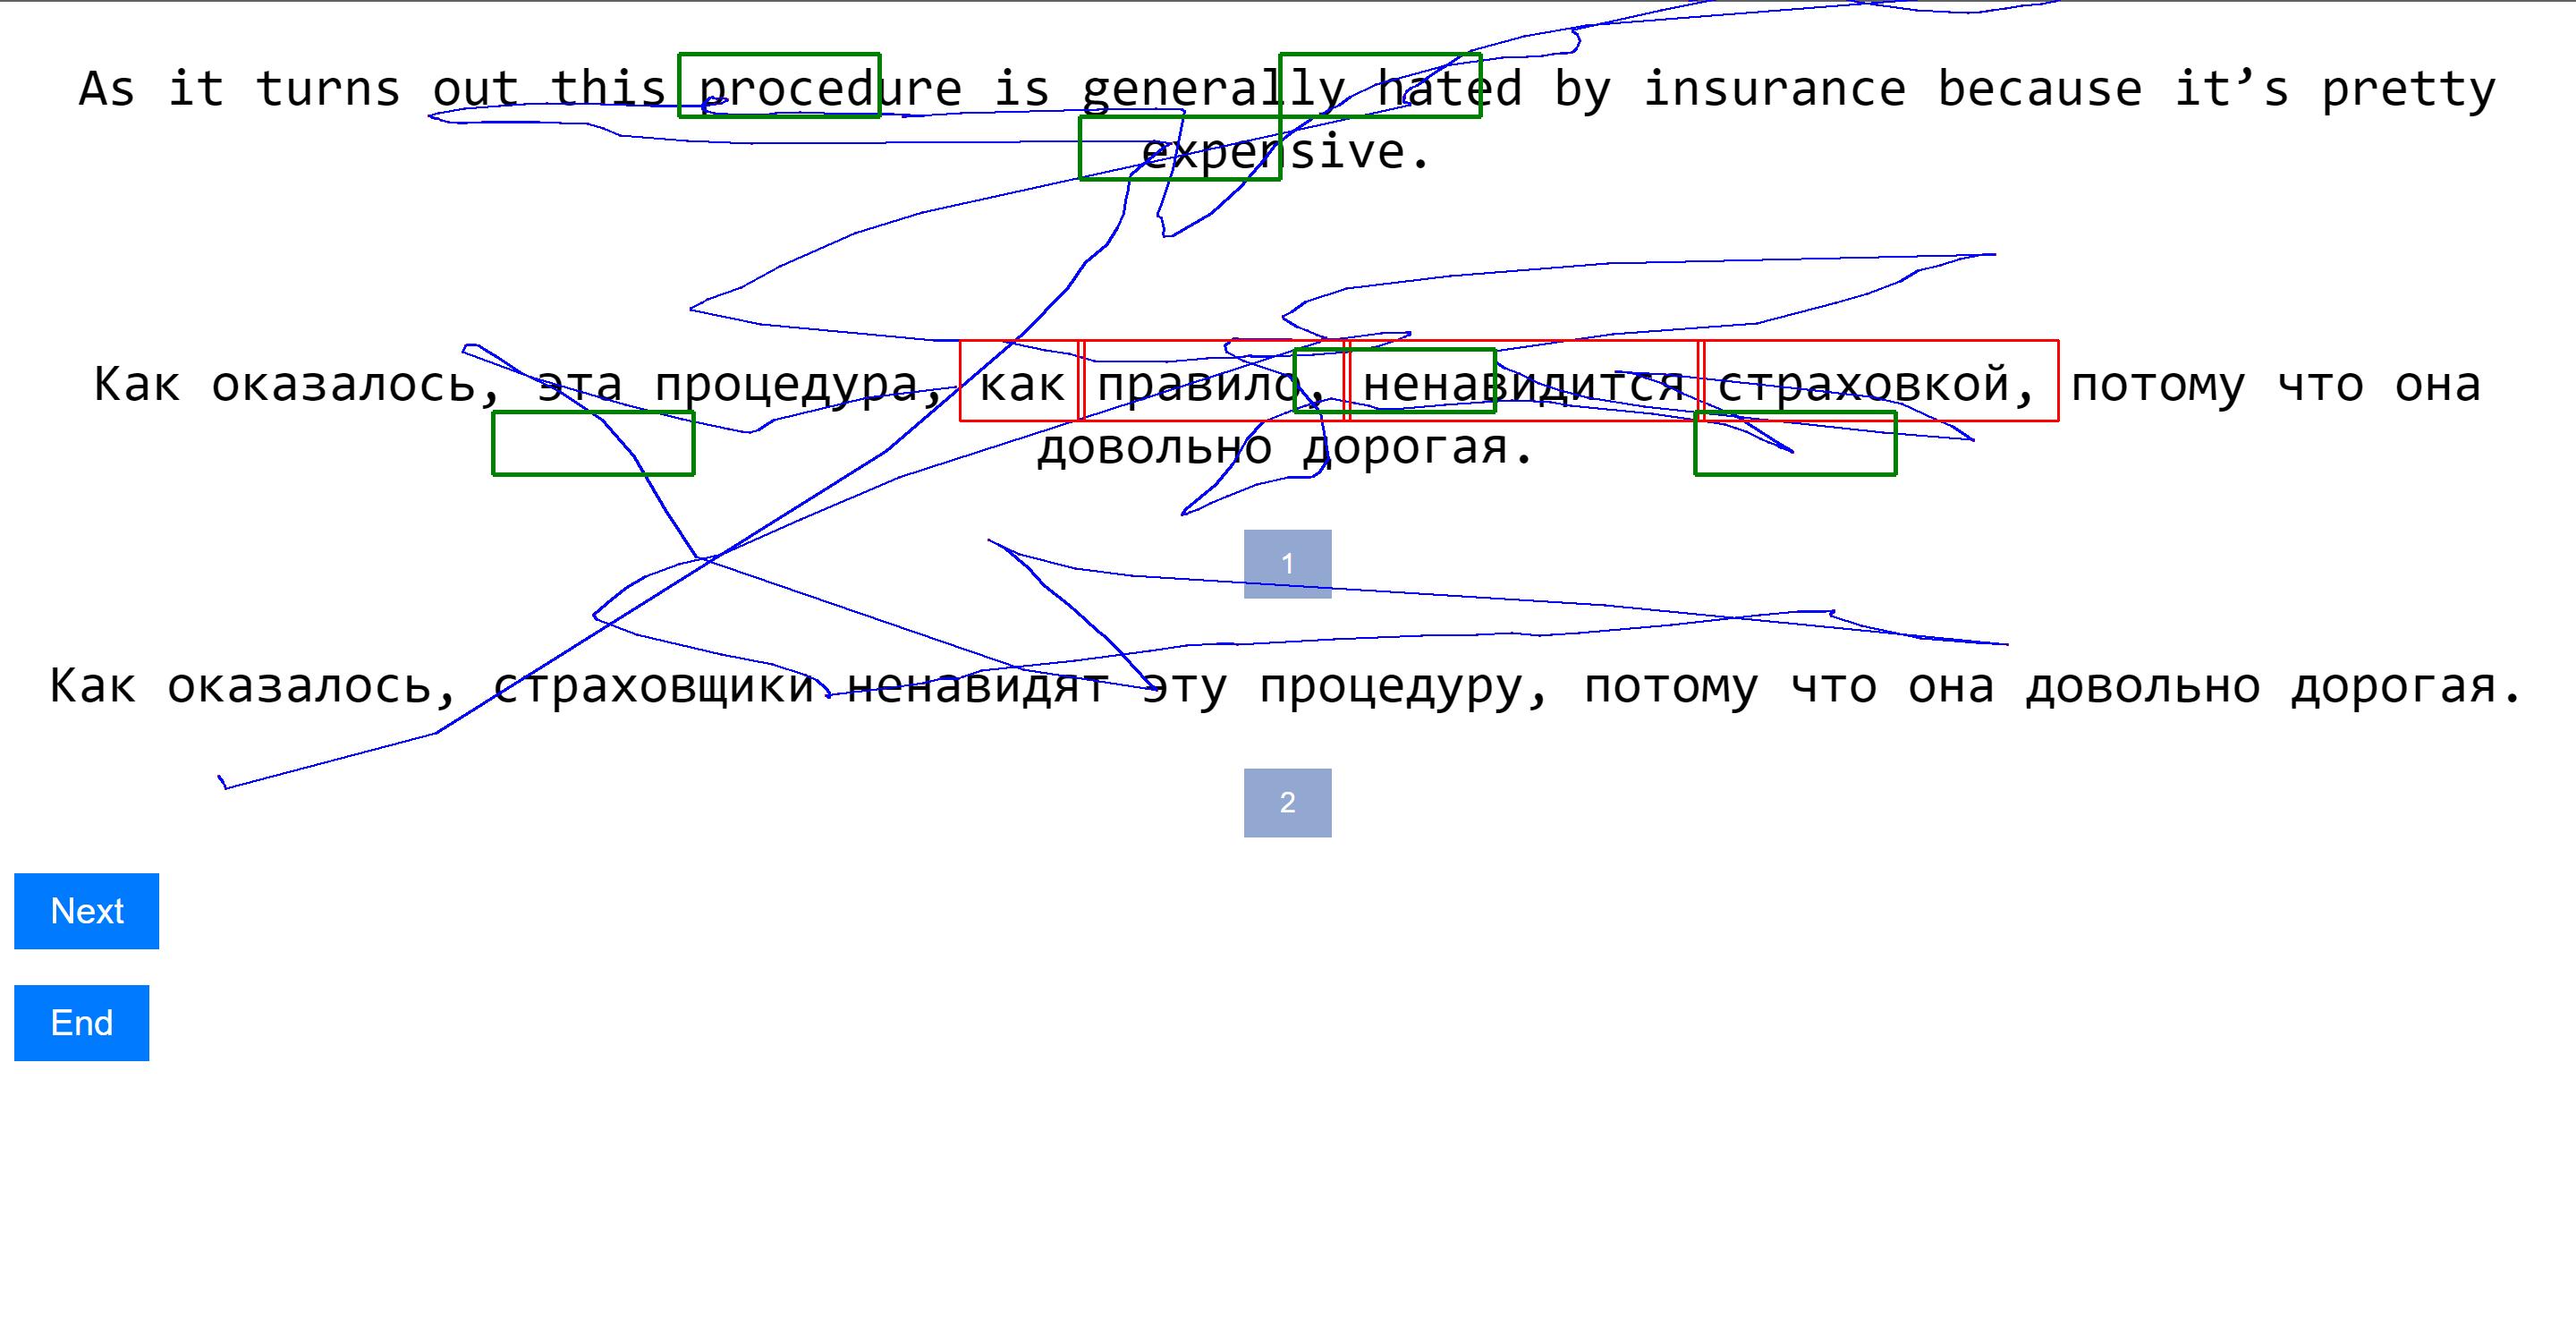 As it turns out this procedure is generally hated by insurance because it’s pretty
expensive.
Как оказалось, эта процедура, как правило, ненавидится страховкой, потому что она
довольно дорогая.
1
Как оказалось, страховщики ненавидят эту процедуру, потому что она довольно дорогая.
2
Next
End